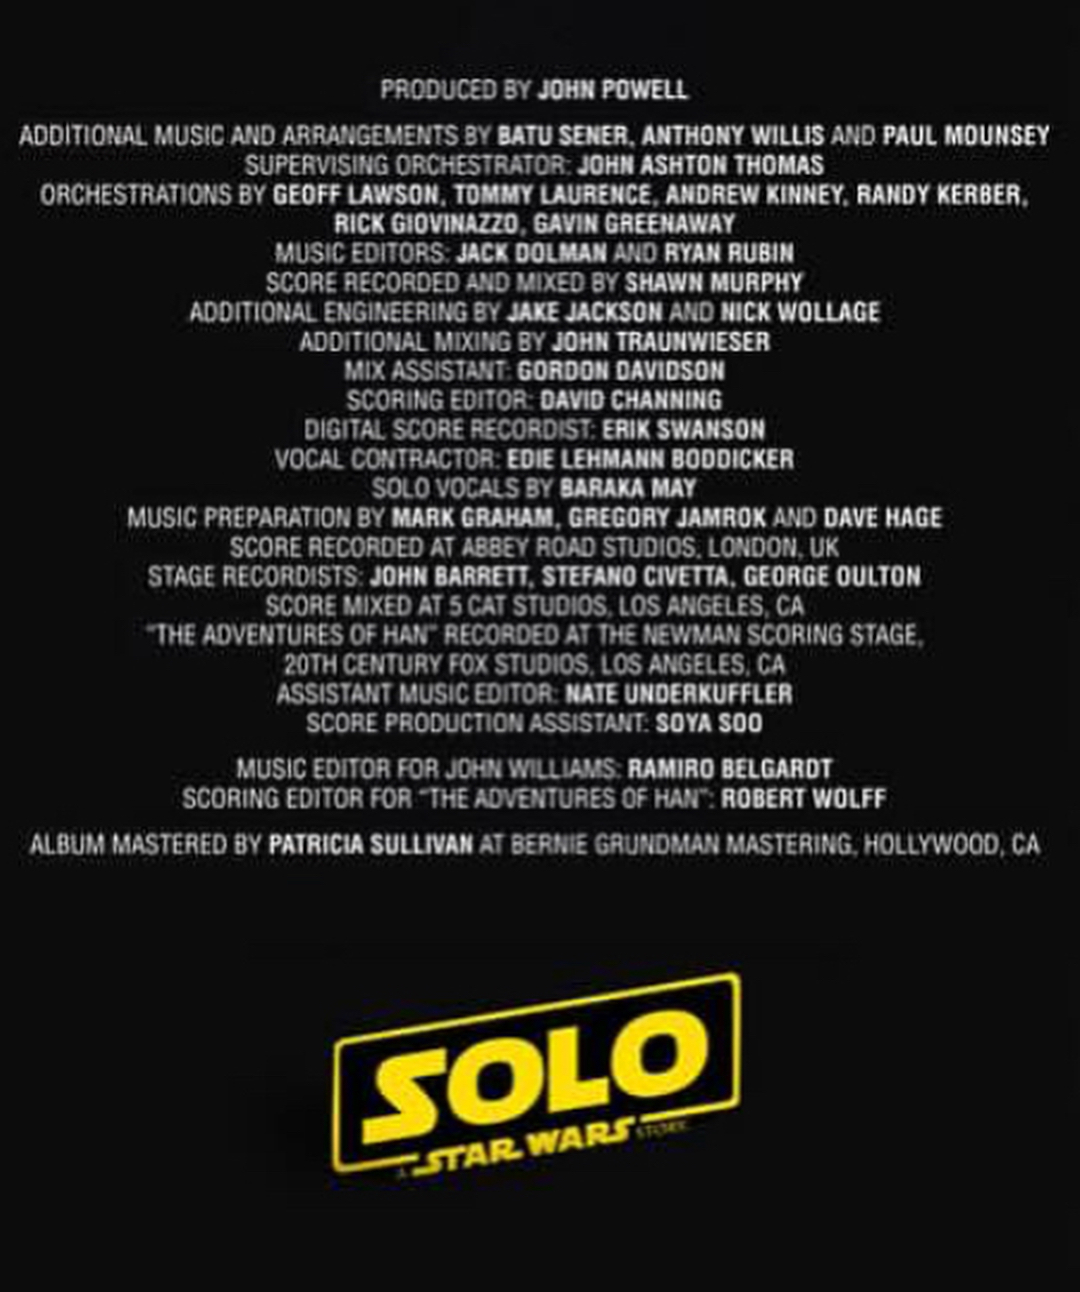 PRODUCED BY JOHN POWELL
ADDITIONAL MUSIC AND ARRANGEMENTS BY BATU SENER, ANTHONY WILLIS AND PAUL MOUNSEY
SUPERVISING ORCHESTRATOR: JOHN ASHTON THOMAS
ORCHESTRATIONS BY GEOFF LAWSON, TOMMY LAURENCE, ANDREW KINNEY, RANDY KERBER,
RICK GIOVINAZZO, GAVIN GREENAWAY
MUSIC EDITORS: JACK DOLMAN AND RYAN RUBIN
SCORE RECORDED AND MIXED BY SHAWN MURPHY
ADDITIONAL ENGINEERING BY JAKE JACKSON AND NICK WOLLAGE
ADDITIONAL MIXING BY JOHN TRAUNWIESER
MIX ASSISTANT: GORDON DAVIDSON
SCORING EDITOR: DAVID CHANNING
DIGITAL SCORE RECORDIST: ERIK SWANSON
VOCAL CONTRACTOR: EDIE LEHMANN BODDICKER
SOLO VOCALS BY BARAKA MAY
MUSIC PREPARATION BY MARK GRAHAM, GREGORY JAMROK AND DAVE HAGE
SCORE RECORDED AT ABBEY ROAD STUDIOS, LONDON, UK
STAGE RECORDISTS: JOHN BARRETT, STEFANO CIVETTA, GEORGE OULTON
SCORE MIXED AT 5 CAT STUDIOS, LOS ANGELES, CA
"THE ADVENTURES OF HAN" RECORDED AT THE NEWMAN SCORING STAGE,
20TH CENTURY FOX STUDIOS, LOS ANGELES, CA
ASSISTANT MUSIC EDITOR: NATE UNDERKUFFLER
SCORE PRODUCTION ASSISTANT: SOYA SOO
MUSIC EDITOR FOR JOHN WILLIAMS: RAMIRO BELGARDT
SCORING EDITOR FOR "THE ADVENTURES OF HAN": ROBERT WOLFF
ALBUM MASTERED BY PATRICIA SULLIVAN AT BERNIE GRUNDMAN MASTERING, HOLLYWOOD, CA
SOLO
A STAR WARS STORY